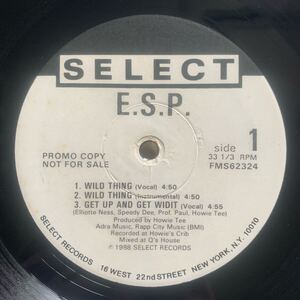 SELECT
E.S.P.
side 1
PROMO COPY
NOT FOR SALE
33 1/3 RPM
FMS62324
1. WILD THING (Vocal) 4:50
2. WILD THING (Instrumental) 4:50
3. GET UP AND GET WIDIT (Vocal) 4:55
(Elliotte Ness, Speedy Dee, Prof. Paul, Howie Tee)
Produced by Howie Tee
Adra Music, Rapp City Music (BMI)
Recorded at Howie's Crib
Mixed at Q's House
℗ 1988 SELECT RECORDS
SELECT RECORDS 16 WEST 22nd STREET NEW YORK, N.Y. 10010